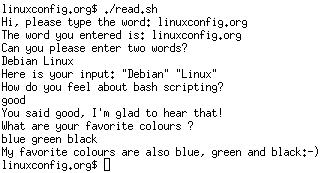 linuxconfig.org$ ./read.sh
Hi, please type the word: linuxconfig.org
The word you entered is: linuxconfig.org
Can you please enter two words?
Debian Linux
Here is your input: "Debian" "Linux"
How do you feel about bash scripting?
good
You said good, I'm glad to hear that!
What are your favorite colours ?
blue green black
My favorite colours are also blue, green and black:-)
linuxconfig.org$